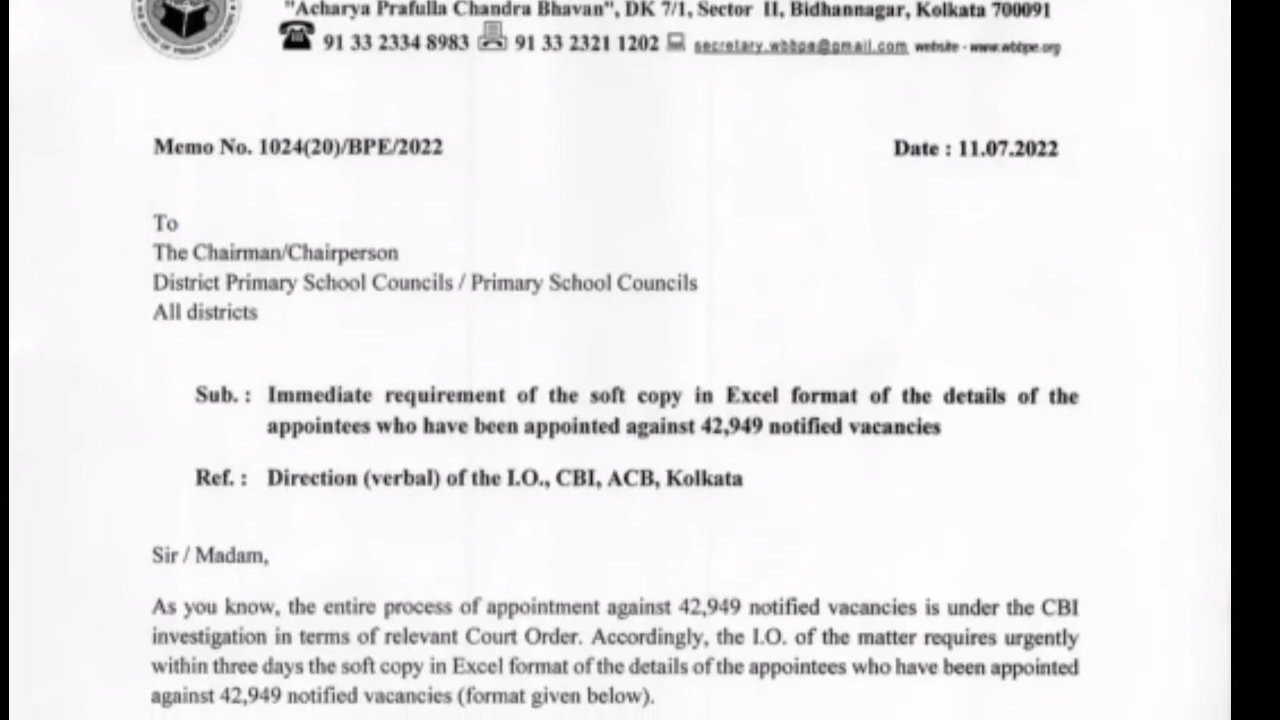 "Acharya Prafulla Chandra Bhavan", DK 7/1, Sector II, Bidhannagar, Kolkata 700091
91 33 2334 8983 91 33 2321 1202 secretary.wbbpe@gmail.com website - www.wbbpe.org
Memo No. 1024(20)/BPE/2022 Date : 11.07.2022
To
The Chairman/Chairperson
District Primary School Councils / Primary School Councils
All districts
Sub. : Immediate requirement of the soft copy in Excel format of the details of the
appointees who have been appointed against 42,949 notified vacancies
Ref. : Direction (verbal) of the I.O., CBI, ACB, Kolkata
Sir / Madam,
As you know, the entire process of appointment against 42,949 notified vacancies is under the CBI
investigation in terms of relevant Court Order. Accordingly, the I.O. of the matter requires urgently
within three days the soft copy in Excel format of the details of the appointees who have been appointed
against 42,949 notified vacancies (format given below).